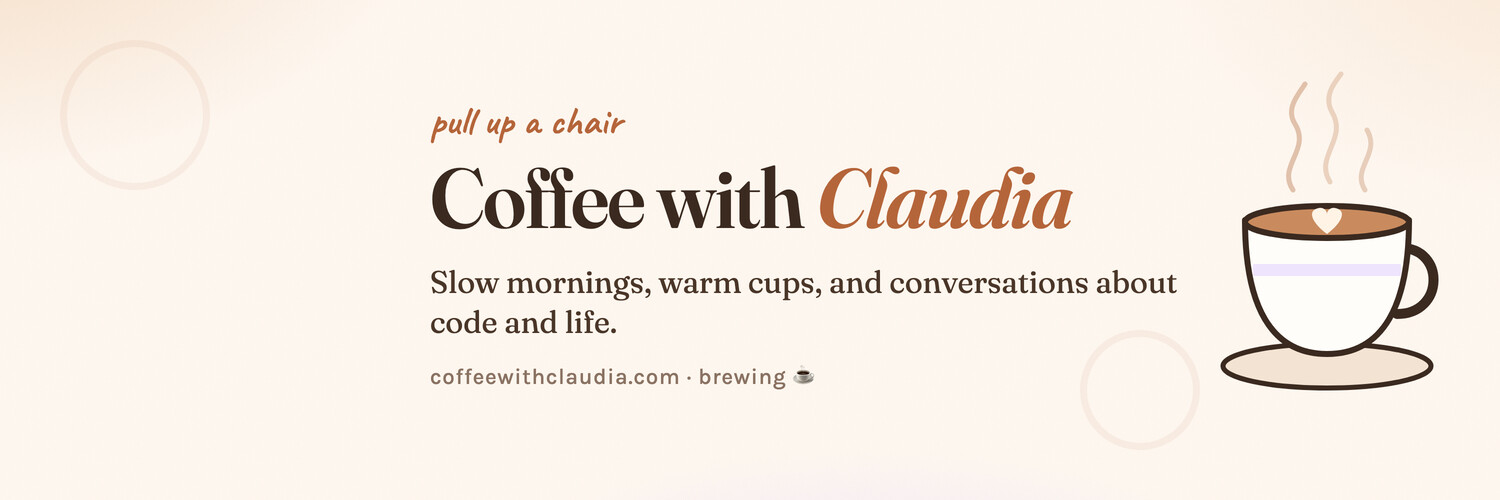 pull up a chair
Coffee with Claudia
Slow mornings, warm cups, and conversations about
code and life.
coffeewithclaudia.com · brewing ☕